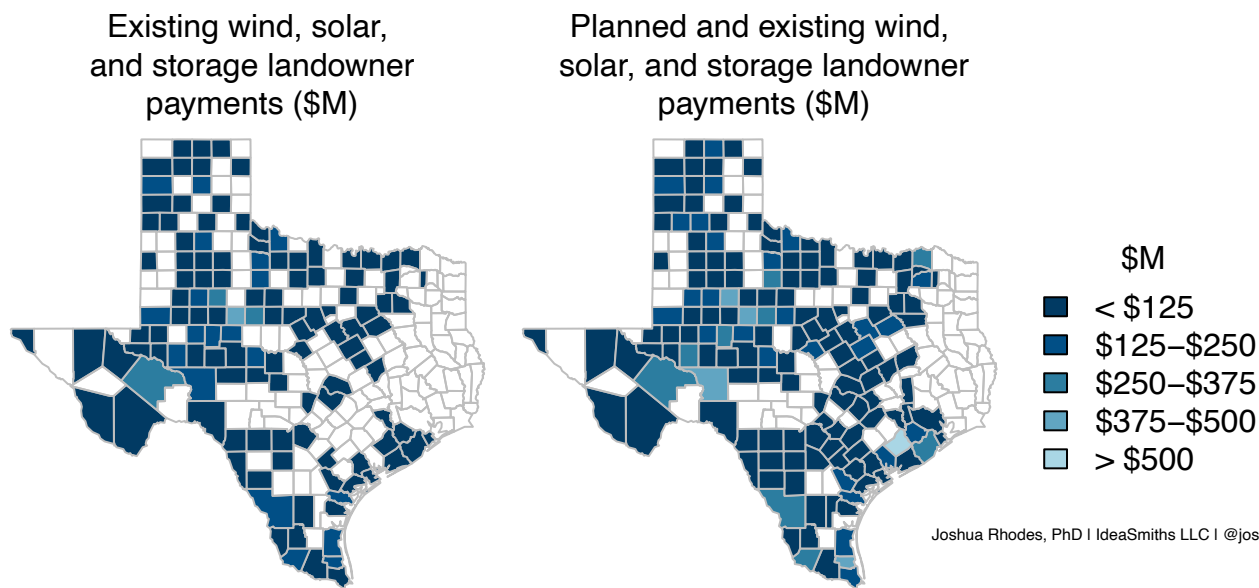 Existing wind, solar,
and storage landowner
payments ($M)
Planned and existing wind,
solar, and storage landowner
payments ($M)
$M
< $125
$125–$250
$250–$375
$375–$500
> $500
Joshua Rhodes, PhD | IdeaSmiths LLC | @jos